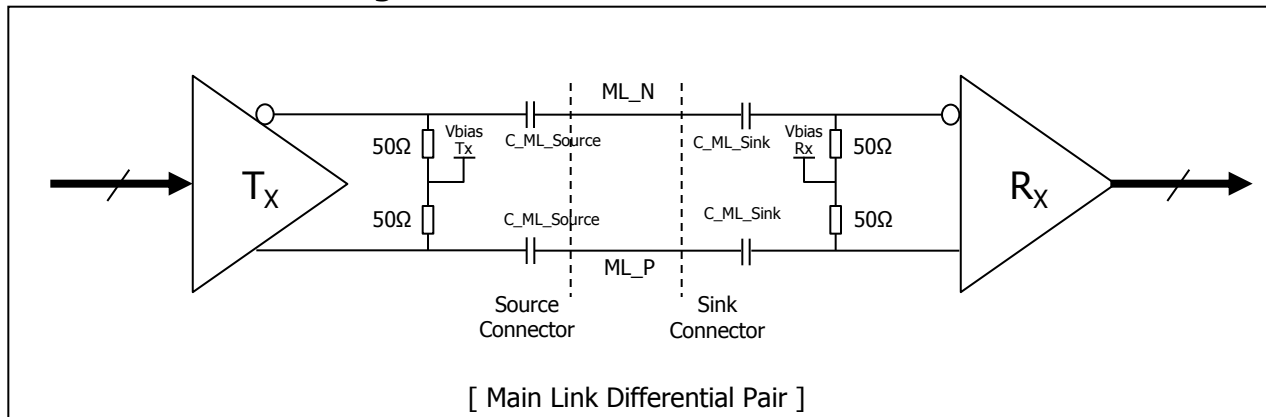 ML_N
Vbias
Tx
C_ML_Source
C_ML_Sink
Vbias
Rx
50Ω
50Ω
TX
RX
50Ω
C_ML_Source
C_ML_Sink
50Ω
ML_P
Source
Connector
Sink
Connector
[ Main Link Differential Pair ]